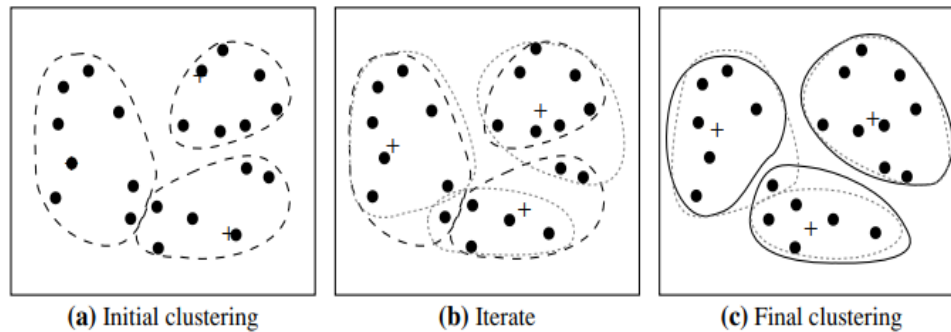 (a) Initial clustering
(b) Iterate
(c) Final clustering